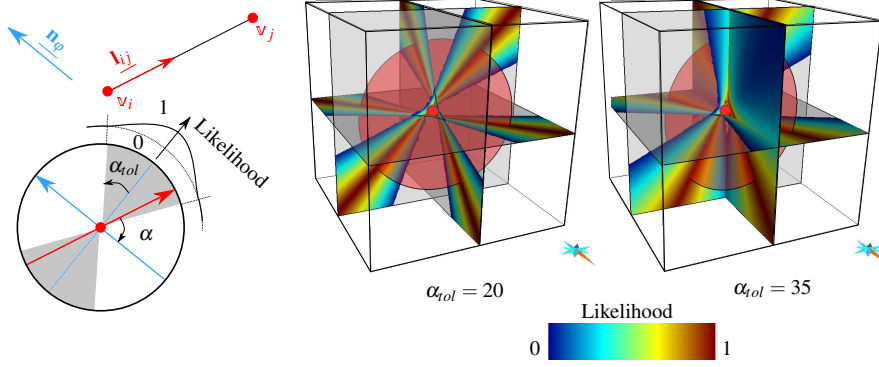 n_φ
l_ij
𝕧_j
𝕧_i
1
0
Likelihood
α_tol
α
α_tol = 20
α_tol = 35
Likelihood
0
1